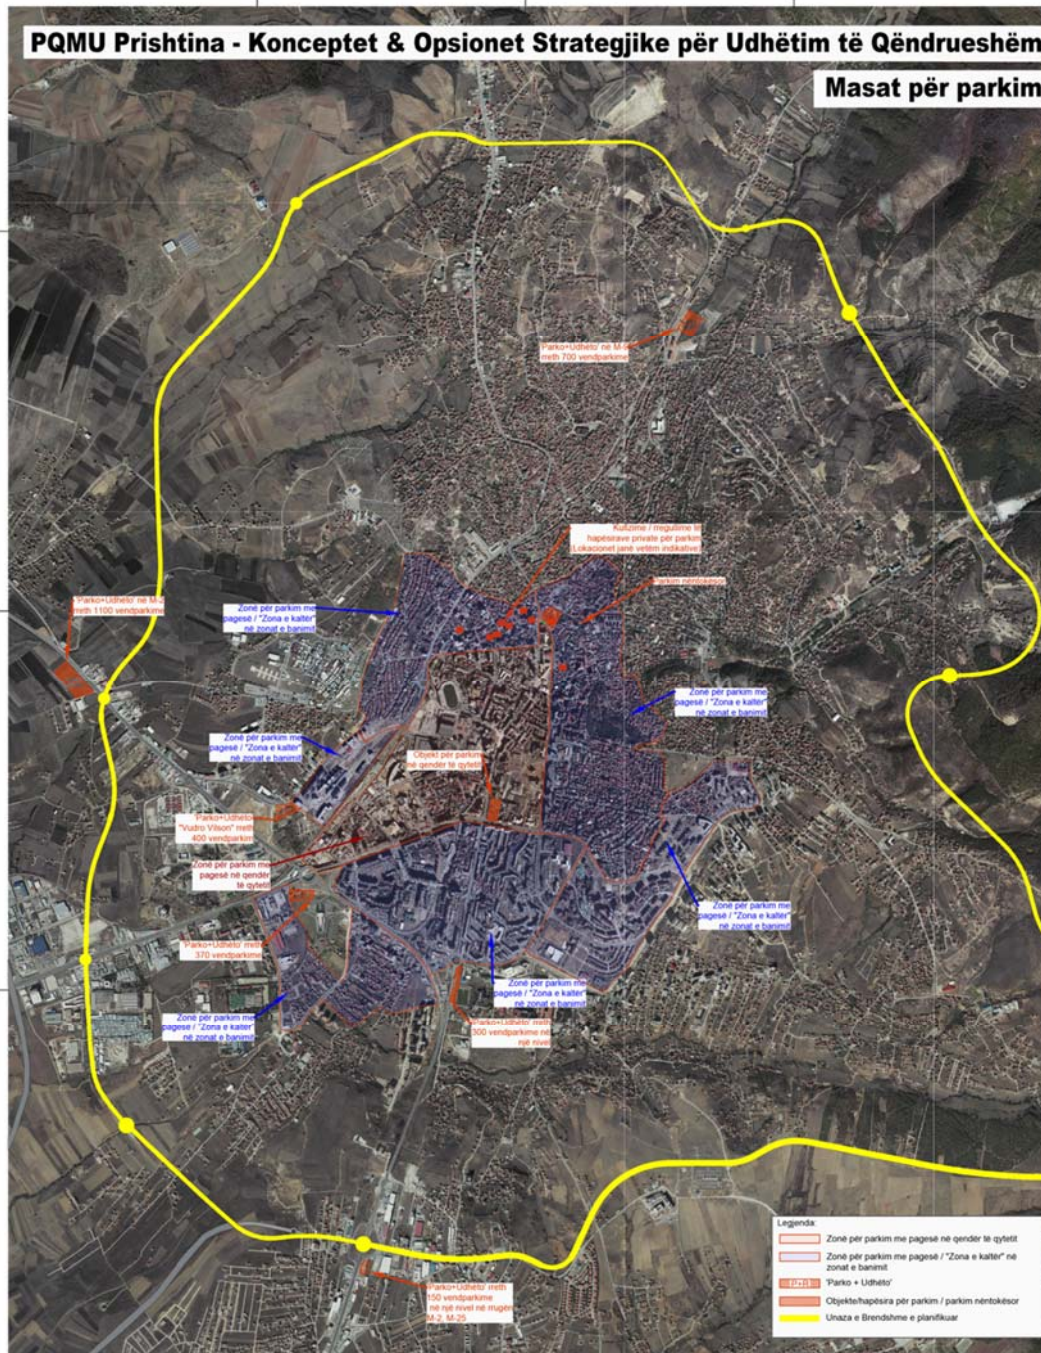 PQMU Prishtina - Konceptet & Opsionet Strategjike për Udhëtim të Qëndrueshëm
Masat për parkim
'Parko+Udhëto' në M-9
rreth 700 vendparkime
Kufizime / rregullime
hapësirave private për parkim
(Lokacionet janë vetëm indikative)
Parkim nëntokësor
'Parko+Udhëto' në M-2
rreth 1100 vendparkime
Zonë për parkim me
pagesë / "Zona e kaltër"
në zonat e banimit
Zonë për parkim me
pagesë / "Zona e kaltër"
në zonat e banimit
Zonë për parkim me
pagesë / "Zona e kaltër"
në zonat e banimit
Objekt për parkim
në qendër të qytetit
'Parko+Udhëto'
"Vudro Vilson" rreth
400 vendparkim
Zonë për parkim me
pagesë në qendër
të qytetit
Zonë për parkim me
pagesë / "Zona e kaltër"
në zonat e banimit
'Parko+Udhëto' rreth
370 vendparkime
Zonë për parkim me
pagesë / "Zona e kaltër"
në zonat e banimit
Zonë për parkim me
pagesë / "Zona e kaltër"
në zonat e banimit
'Parko+Udhëto' rreth
300 vendparkime në
një nivel
'Parko+Udhëto' rreth
150 vendparkime
në një nivel në rrugën
M-2, M-25
Legjenda:
Zonë për parkim me pagesë në qendër të qytetit
Zonë për parkim me pagesë / "Zona e kaltër" në
zonat e banimit
P+R 'Parko + Udhëto'
Objekte/hapësira për parkim / parkim nëntokësor
Unaza e Brendshme e planifikuar